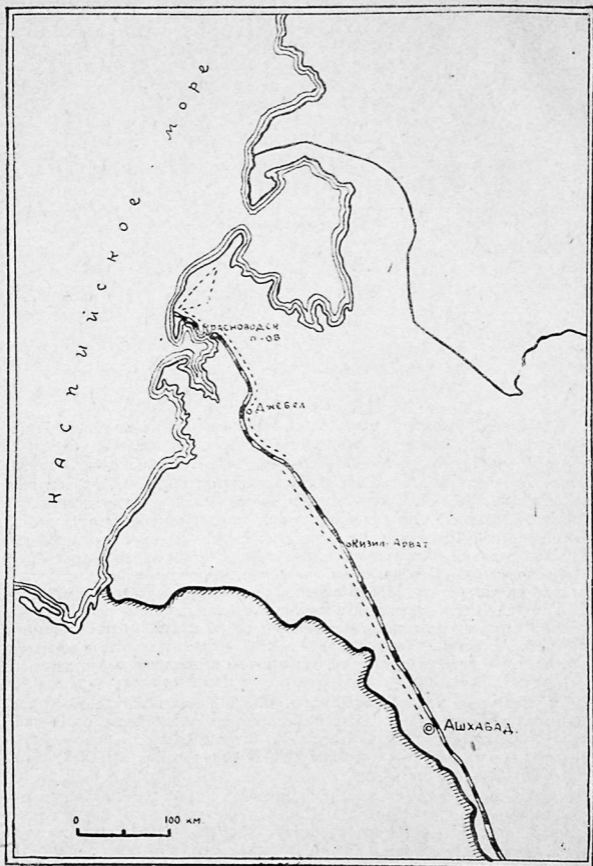 Каспийское море
Красноводск
п-ов
Джебел
Кизил-Арват
Ашхабад.
0 100 км.